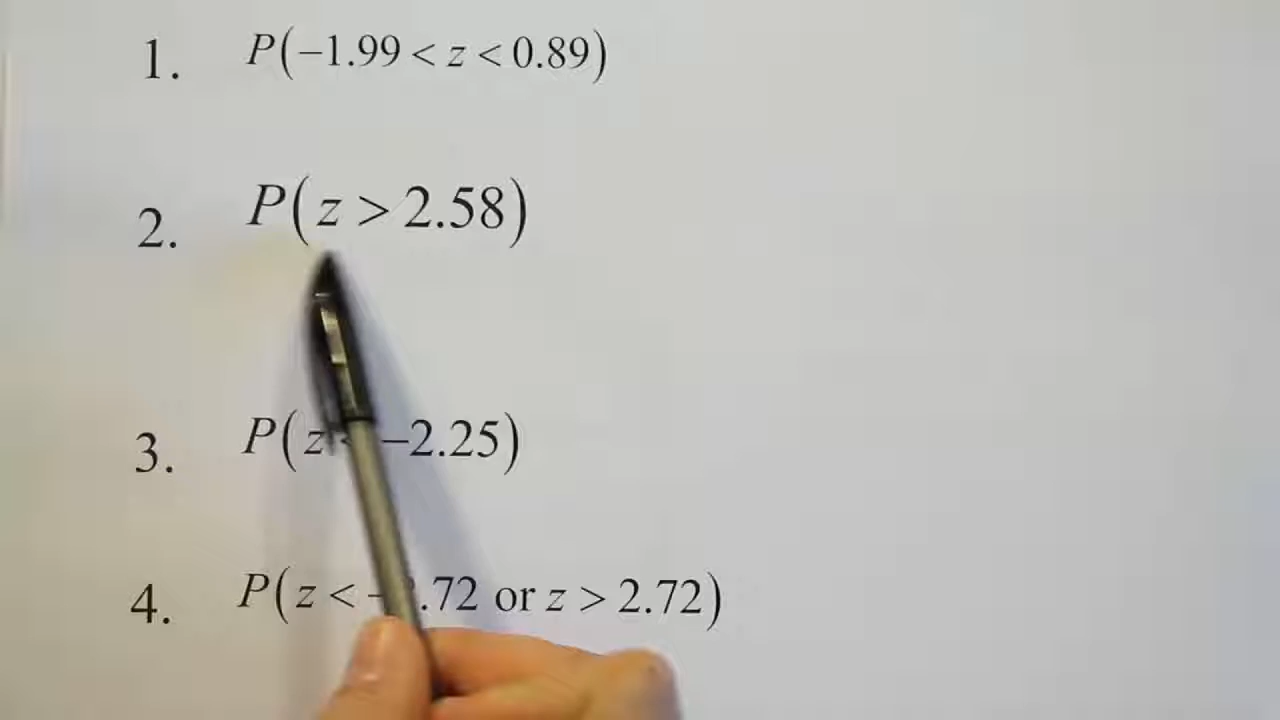 1. P(−1.99 < z < 0.89)
2. P(z > 2.58)
3. P(z < −2.25)
4. P(z < − .72 or z > 2.72)